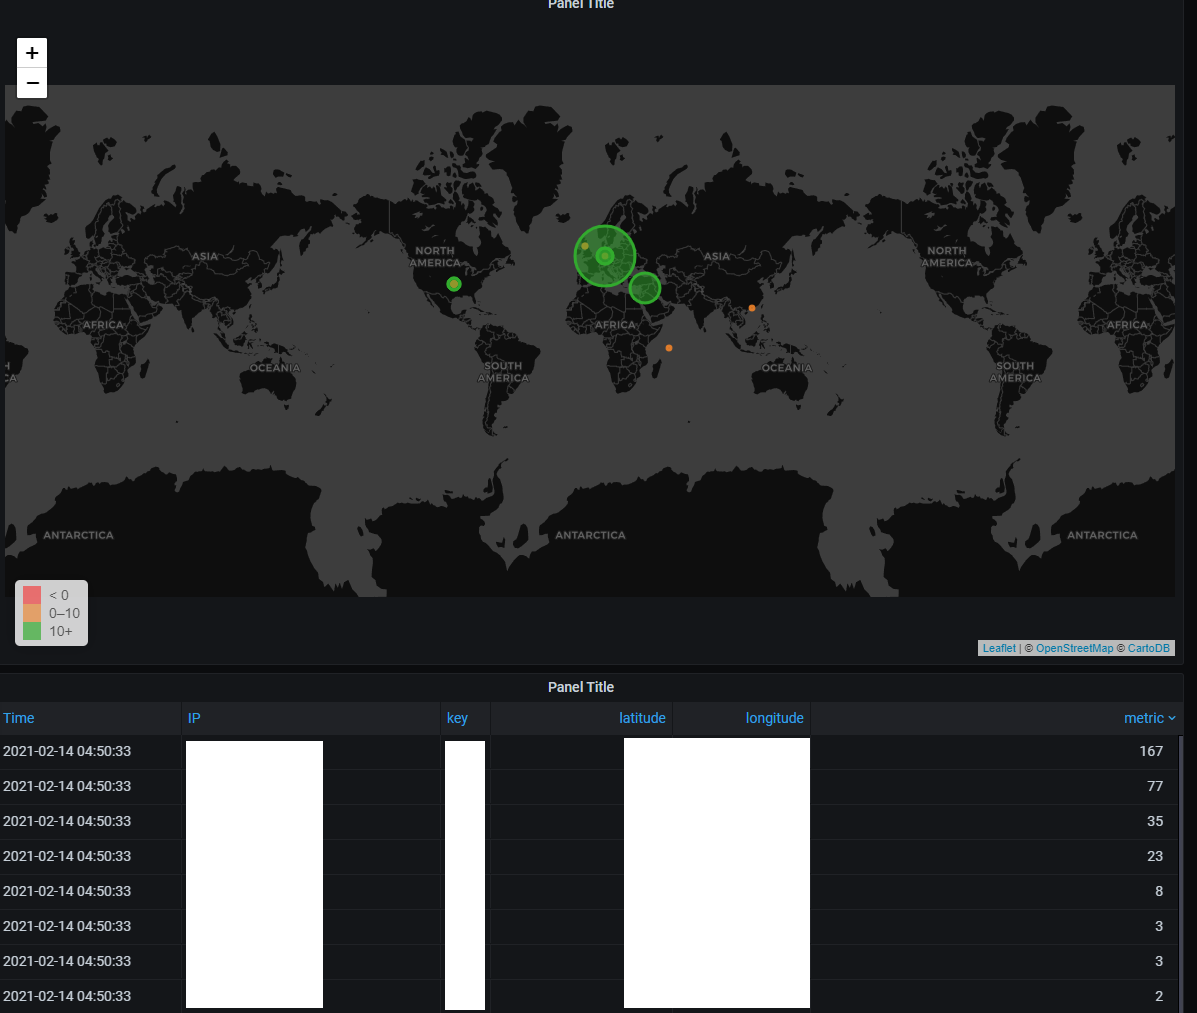 Panel Title
+
−
ASIA
NORTH
AMERICA
ASIA
NORTH
AMERICA
AFRICA
AFRICA
AFRICA
OCEANIA
SOUTH
AMERICA
OCEANIA
SOUTH
AMERICA
H
CA
ANTARCTICA
ANTARCTICA
ANTARCTICA
< 0
0–10
10+
Leaflet | © OpenStreetMap © CartoDB
Panel Title
Time IP key latitude longitude metric
2021-02-14 04:50:33 167
2021-02-14 04:50:33 77
2021-02-14 04:50:33 35
2021-02-14 04:50:33 23
2021-02-14 04:50:33 8
2021-02-14 04:50:33 3
2021-02-14 04:50:33 3
2021-02-14 04:50:33 2